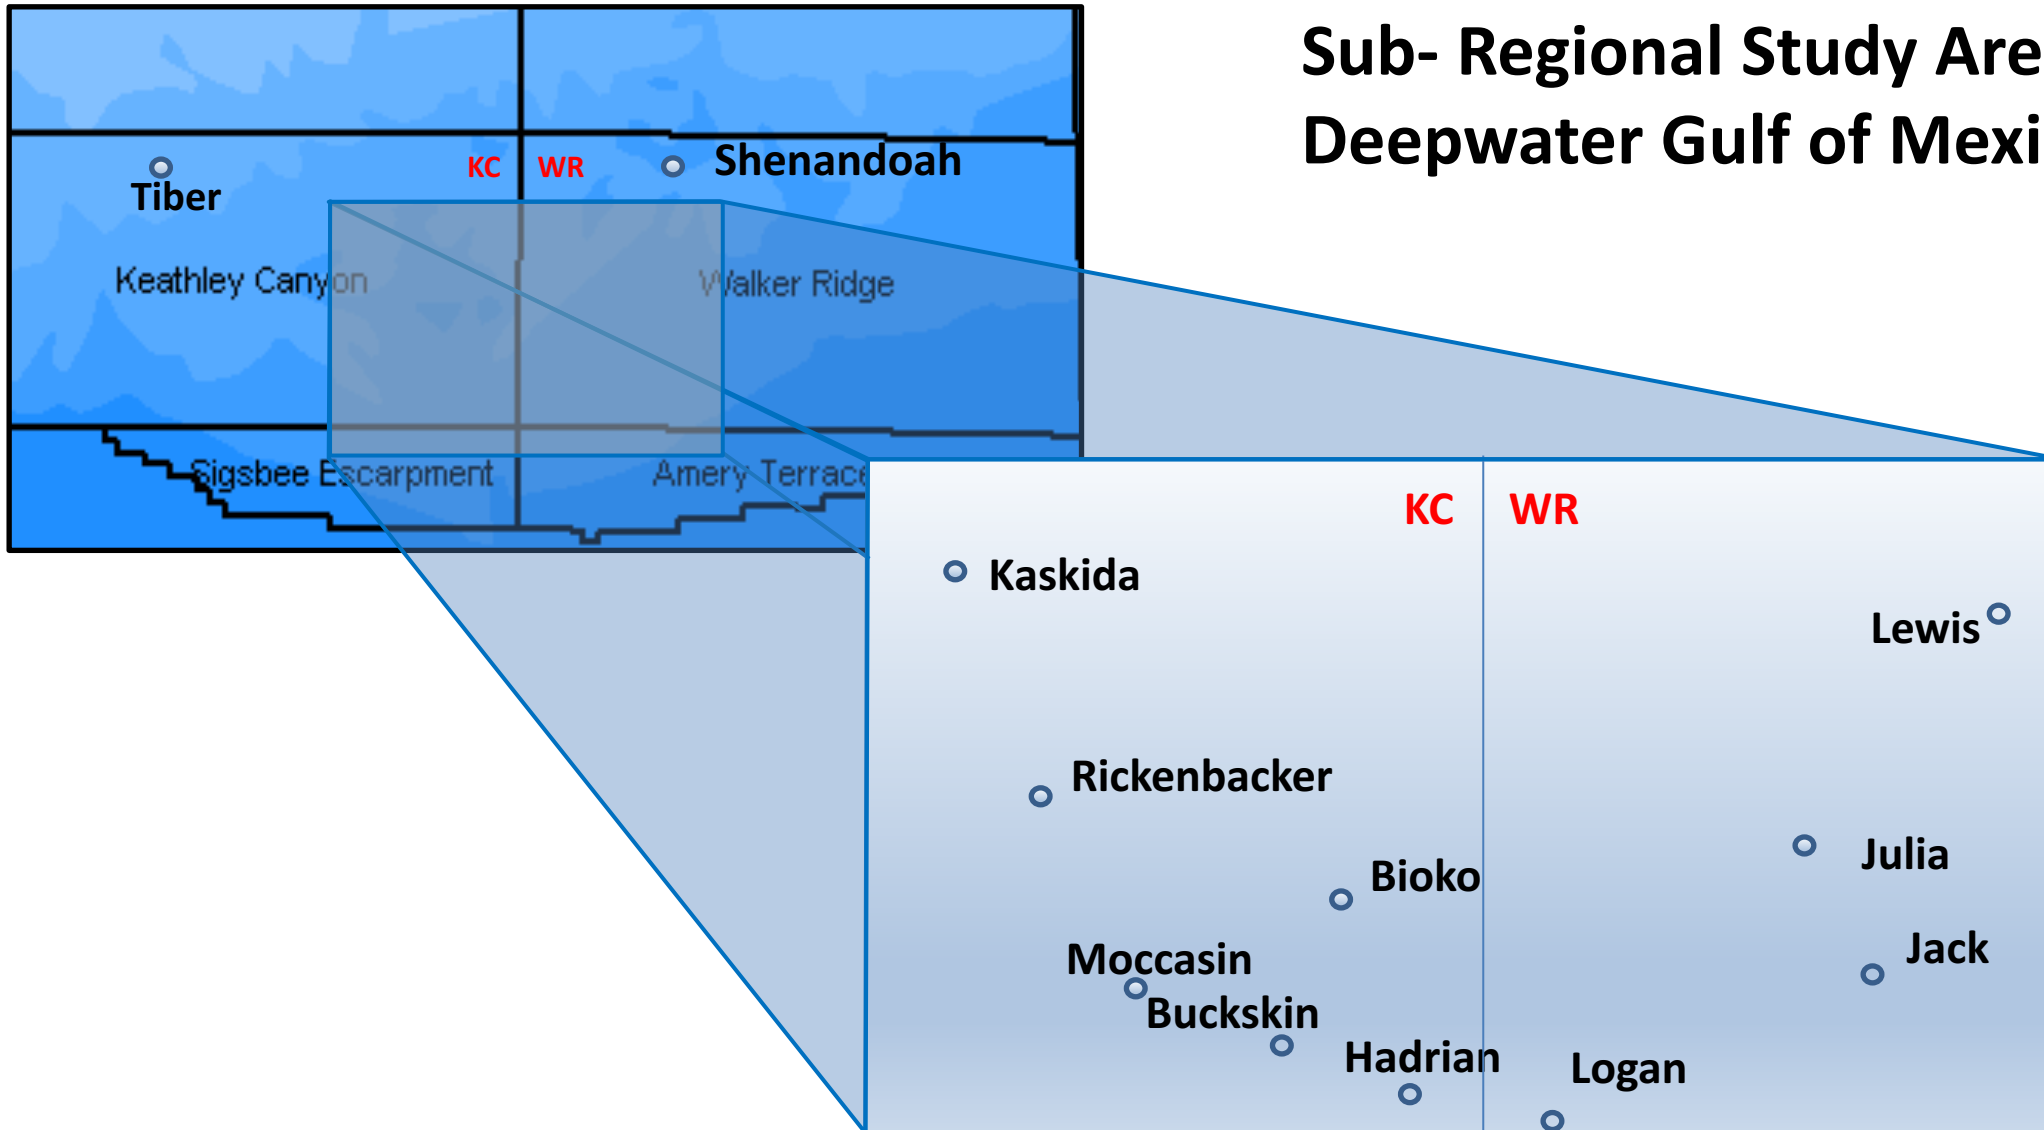 Sub- Regional Study Are
Deepwater Gulf of Mexi
KC WR
Shenandoah
Tiber
Keathley Canyon
Walker Ridge
Sigsbee Escarpment
Amery Terrace
KC WR
Kaskida
Lewis
Rickenbacker
Julia
Bioko
Jack
Moccasin
Buckskin
Hadrian
Logan